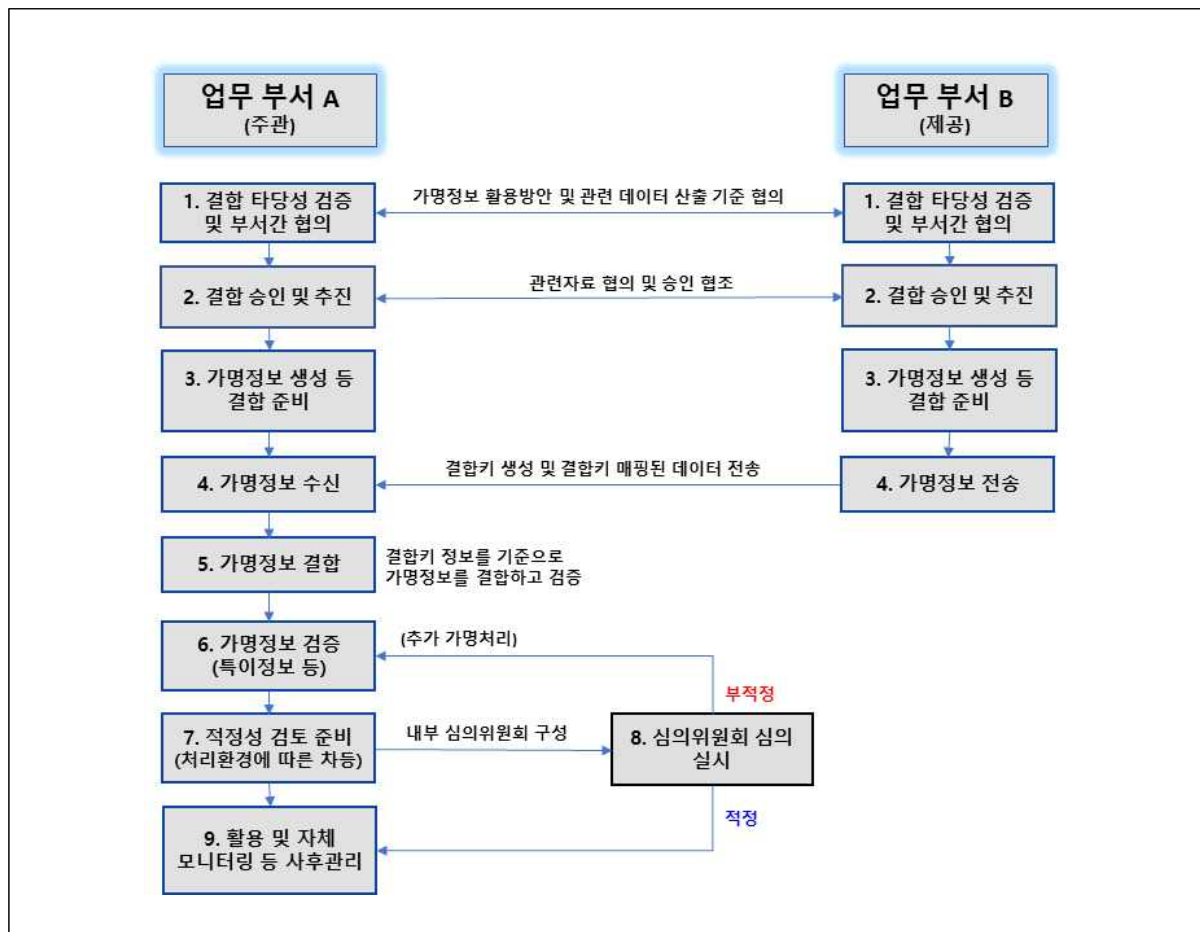 업무 부서 A
(주관)
업무 부서 B
(제공)
1. 결합 타당성 검증
및 부서간 협의
가명정보 활용방안 및 관련 데이터 산출 기준 협의
1. 결합 타당성 검증
및 부서간 협의
2. 결합 승인 및 추진
관련자료 협의 및 승인 협조
2. 결합 승인 및 추진
3. 가명정보 생성 등
결합 준비
3. 가명정보 생성 등
결합 준비
4. 가명정보 수신
결합키 생성 및 결합키 매핑된 데이터 전송
4. 가명정보 전송
5. 가명정보 결합
결합키 정보를 기준으로
가명정보를 결합하고 검증
6. 가명정보 검증
(특이정보 등)
(추가 가명처리)
부적정
7. 적정성 검토 준비
(처리환경에 따른 차등)
내부 심의위원회 구성
8. 심의위원회 심의
실시
적정
9. 활용 및 자체
모니터링 등 사후관리